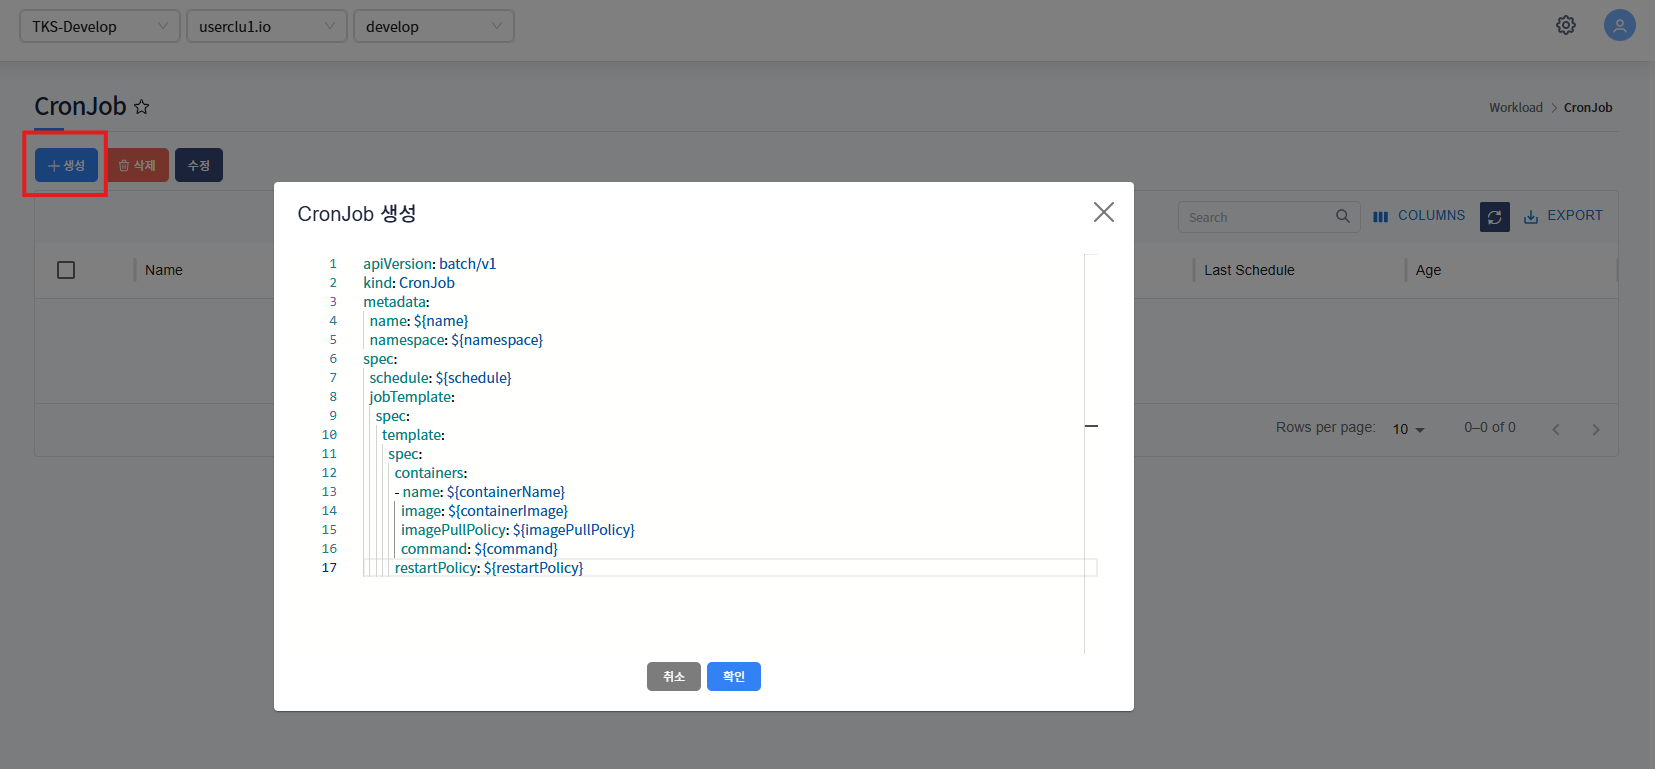 TKS-Develop userclu1.io develop
CronJob
Workload > CronJob
생성 삭제 수정
Search COLUMNS EXPORT
Name Last Schedule Age
Rows per page: 10 0–0 of 0
CronJob 생성
1 apiVersion: batch/v1
2 kind: CronJob
3 metadata:
4 name: ${name}
5 namespace: ${namespace}
6 spec:
7 schedule: ${schedule}
8 jobTemplate:
9 spec:
10 template:
11 spec:
12 containers:
13 - name: ${containerName}
14 image: ${containerImage}
15 imagePullPolicy: ${imagePullPolicy}
16 command: ${command}
17 restartPolicy: ${restartPolicy}
취소 확인